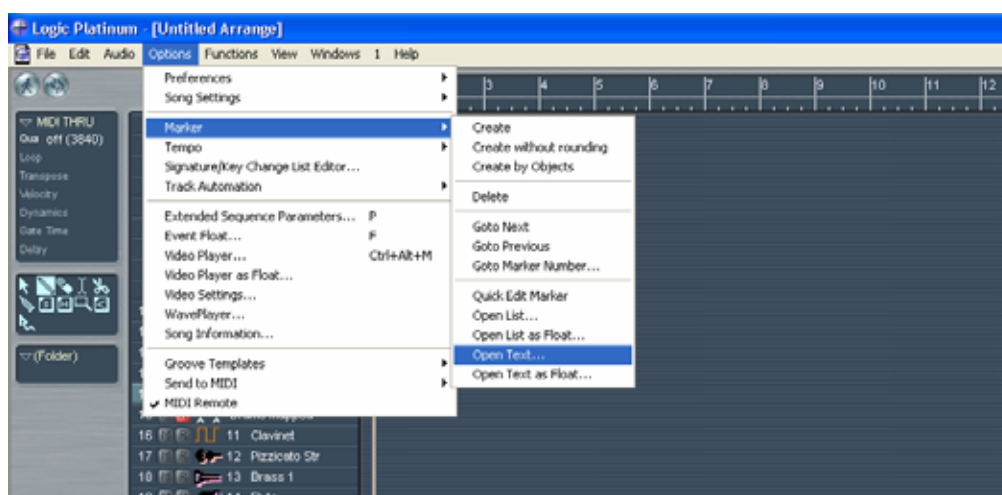 Logic Platinum - [Untitled Arrange]
File Edit Audio Options Functions View Windows 1 Help
3 4 5 6 7 8 9 10 11 12
MIDI THRU
Qua off (3840)
Loop
Transpose
Velocity
Dynamics
Gate Time
Delay
(Folder)
Preferences
Song Settings
Marker
Tempo
Signature/Key Change List Editor...
Track Automation
Extended Sequence Parameters... P
Event Float... F
Video Player... Ctrl+Alt+M
Video Player as Float...
Video Settings...
WavePlayer...
Song Information...
Groove Templates
Send to MIDI
MIDI Remote
Create
Create without rounding
Create by Objects
Delete
Goto Next
Goto Previous
Goto Marker Number...
Quick Edit Marker
Open List...
Open List as Float...
Open Text...
Open Text as Float...
16 11 Clavinet
17 12 Pizzicato Str
18 13 Brass 1